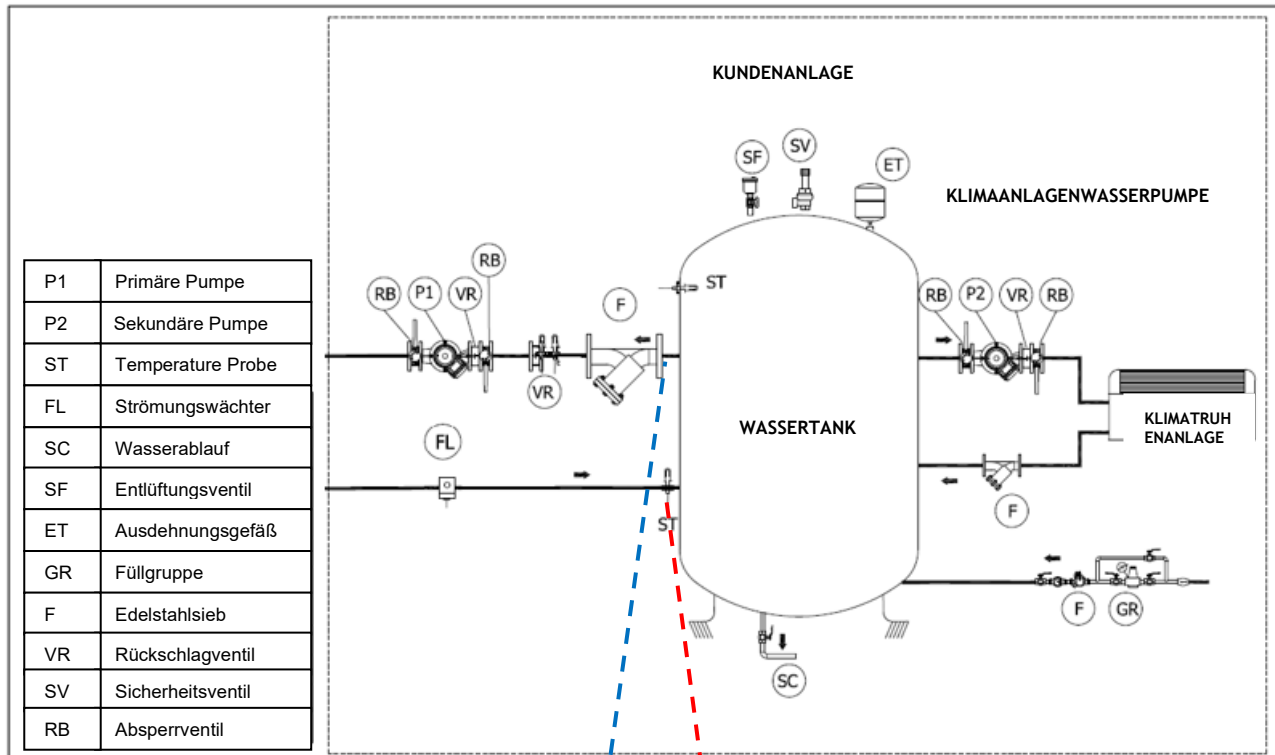 KUNDENANLAGE
SF
SV
ET
KLIMAANLAGENWASSERPUMPE
P1 Primäre Pumpe
P2 Sekundäre Pumpe
ST Temperature Probe
FL Strömungswächter
SC Wasserablauf
SF Entlüftungsventil
ET Ausdehnungsgefäß
GR Füllgruppe
F Edelstahlsieb
VR Rückschlagventil
SV Sicherheitsventil
RB Absperrventil
RB
ST
RB P1 VR
F
RB P2 VR RB
VR
WASSERTANK
KLIMATRUH
ENANLAGE
FL
F
ST
F GR
SC